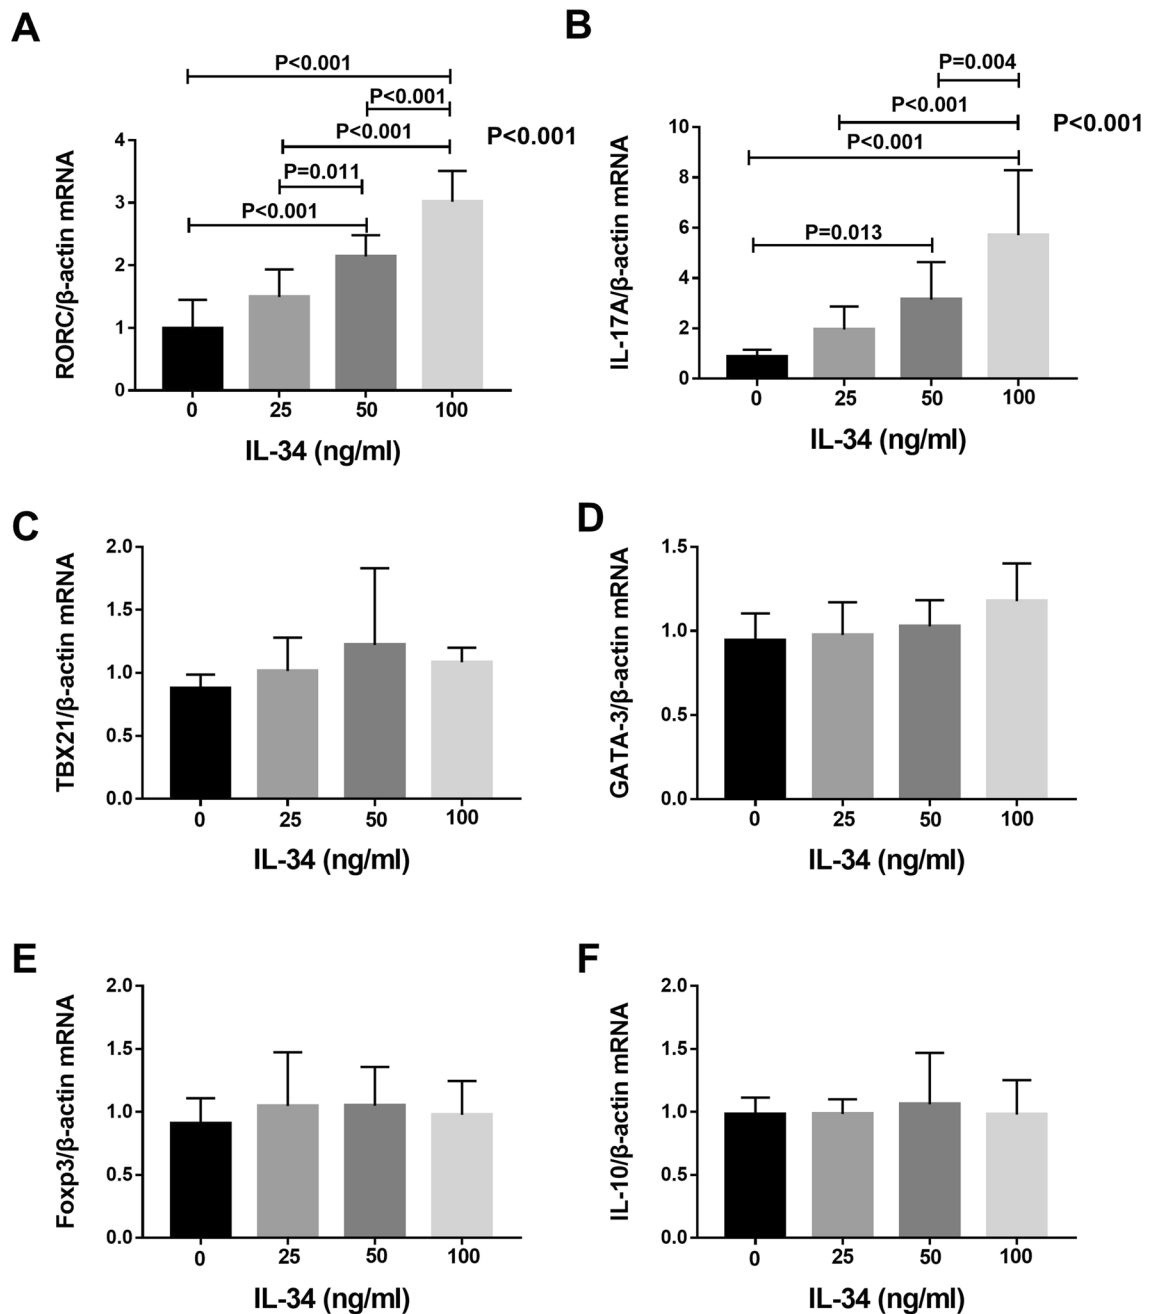 A
P<0.001
P<0.001
P<0.001
P<0.001
P=0.011
P<0.001
RORC/β-actin mRNA
4
3
2
1
0
0 25 50 100
IL-34 (ng/ml)
B
P=0.004
P<0.001
P<0.001
P<0.001
P=0.013
IL-17A/β-actin mRNA
10
8
6
4
2
0
0 25 50 100
IL-34 (ng/ml)
C
TBX21/β-actin mRNA
2.0
1.5
1.0
0.5
0.0
0 25 50 100
IL-34 (ng/ml)
D
GATA-3/β-actin mRNA
1.5
1.0
0.5
0.0
0 25 50 100
IL-34 (ng/ml)
E
Foxp3/β-actin mRNA
2.0
1.5
1.0
0.5
0.0
0 25 50 100
IL-34 (ng/ml)
F
IL-10/β-actin mRNA
2.0
1.5
1.0
0.5
0.0
0 25 50 100
IL-34 (ng/ml)